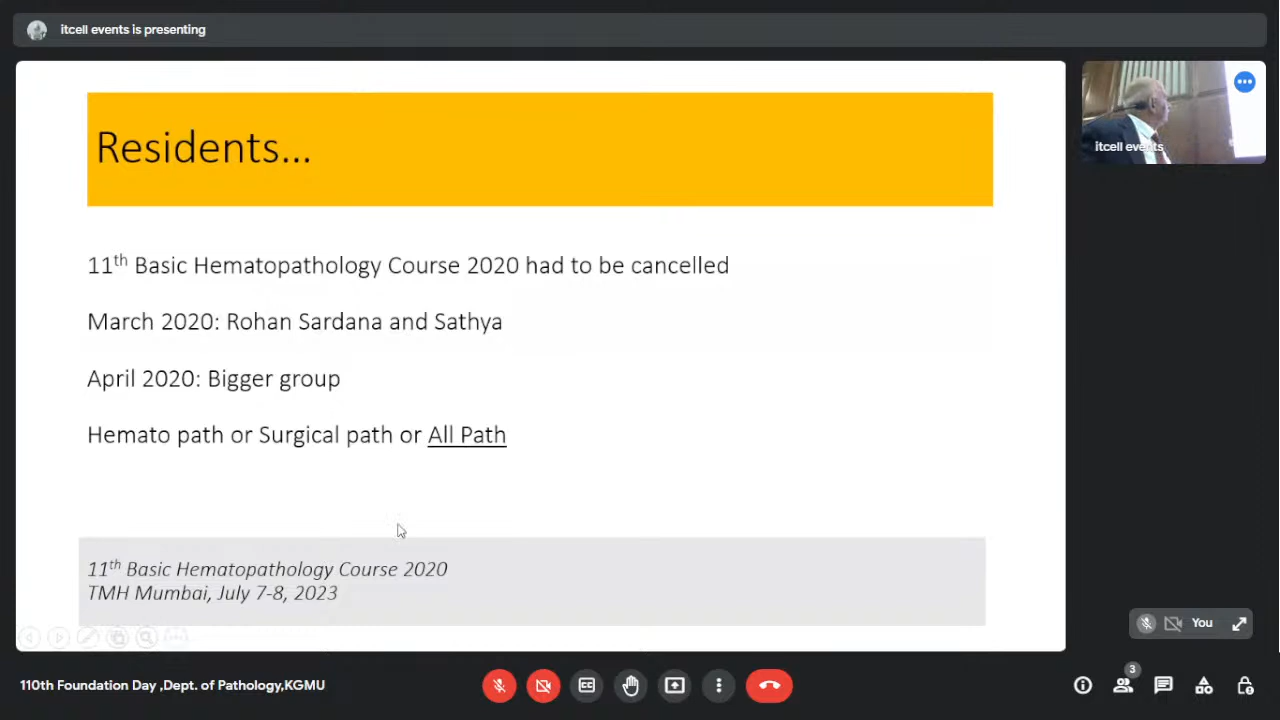 itcell events is presenting
Residents...
11th Basic Hematopathology Course 2020 had to be cancelled
March 2020: Rohan Sardana and Sathya
April 2020: Bigger group
Hemato path or Surgical path or All Path
11th Basic Hematopathology Course 2020
TMH Mumbai, July 7-8, 2023
itcell events
You
110th Foundation Day ,Dept. of Pathology,KGMU
CC
3